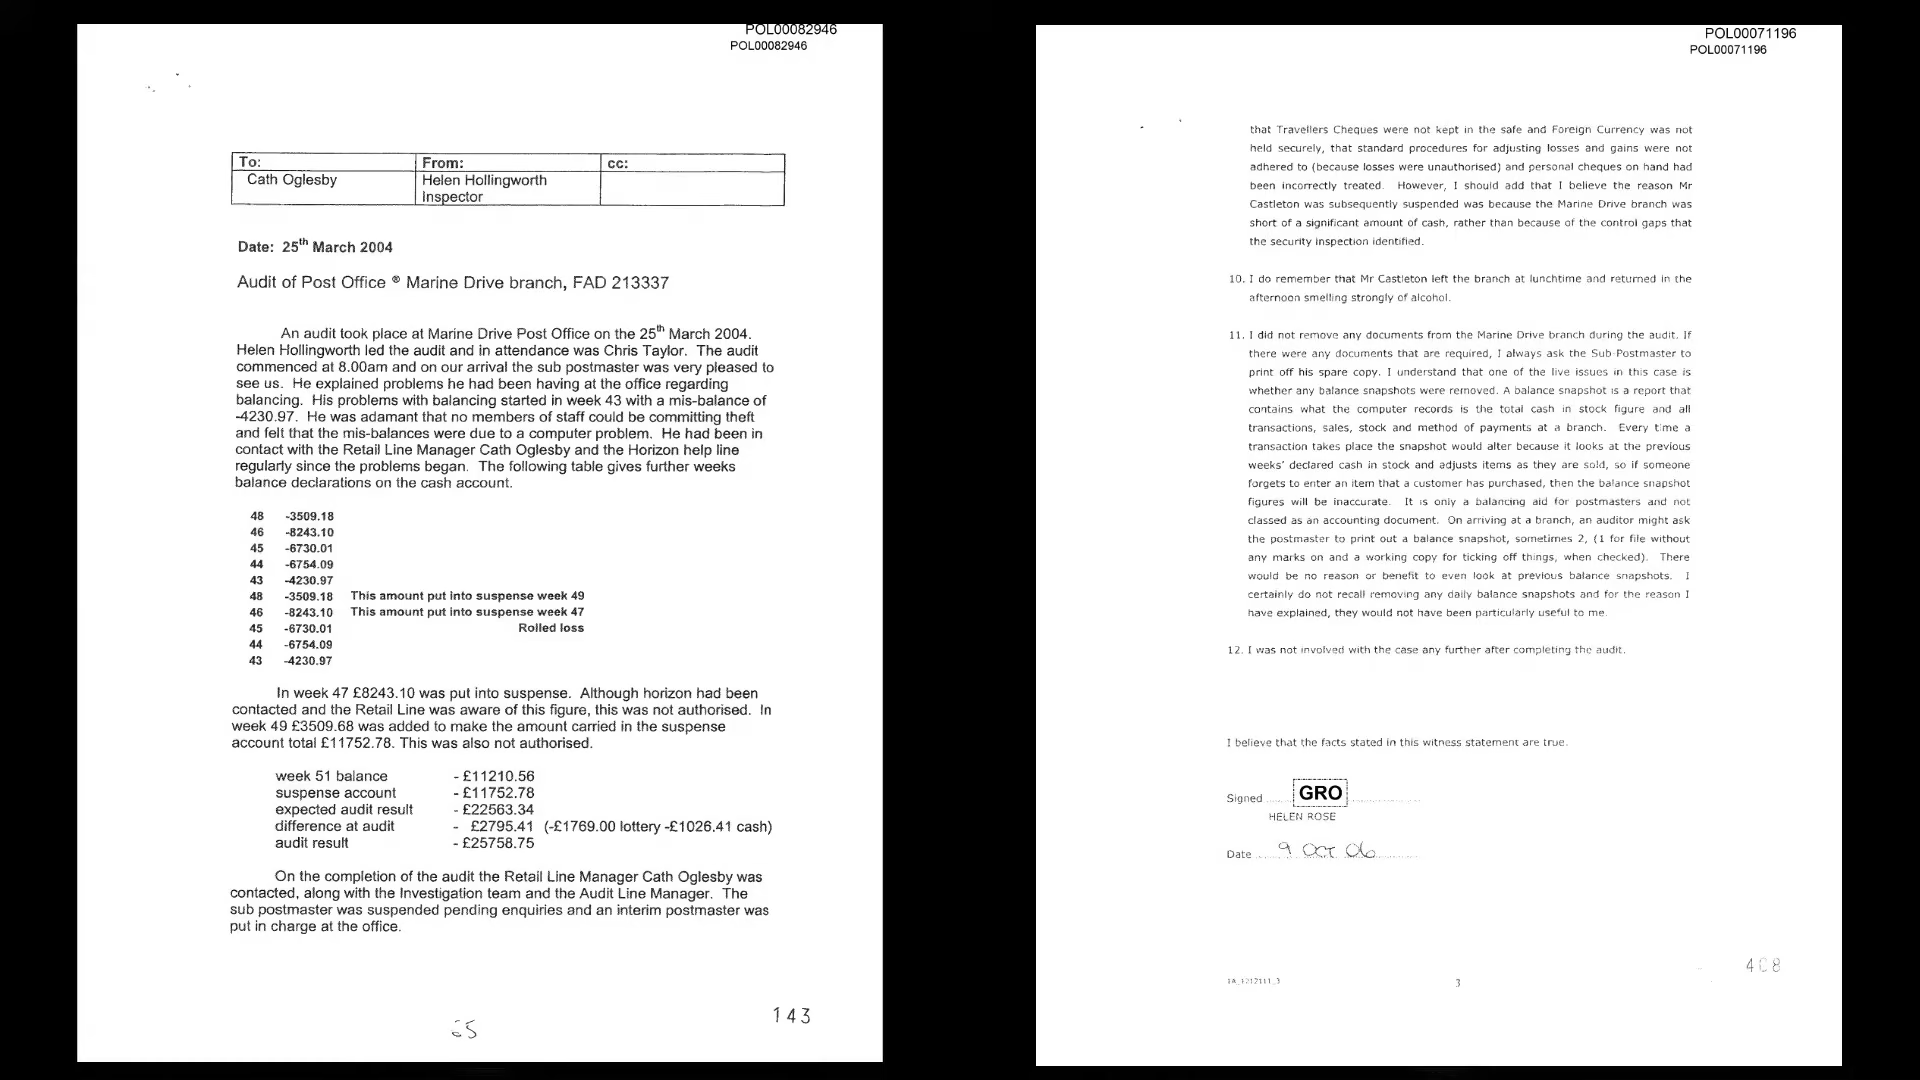 POL00082946
POL00082946
To: From: cc:
Cath Oglesby Helen Hollingworth
Inspector
Date: 25th March 2004
Audit of Post Office ® Marine Drive branch, FAD 213337
An audit took place at Marine Drive Post Office on the 25th March 2004.
Helen Hollingworth led the audit and in attendance was Chris Taylor. The audit
commenced at 8.00am and on our arrival the sub postmaster was very pleased to
see us. He explained problems he had been having at the office regarding
balancing. His problems with balancing started in week 43 with a mis-balance of
-4230.97. He was adamant that no members of staff could be committing theft
and felt that the mis-balances were due to a computer problem. He had been in
contact with the Retail Line Manager Cath Oglesby and the Horizon help line
regularly since the problems began. The following table gives further weeks
balance declarations on the cash account.
48 -3509.18
46 -8243.10
45 -6730.01
44 -6754.09
43 -4230.97
48 -3509.18 This amount put into suspense week 49
46 -8243.10 This amount put into suspense week 47
45 -6730.01 Rolled loss
44 -6754.09
43 -4230.97
In week 47 £8243.10 was put into suspense. Although horizon had been
contacted and the Retail Line was aware of this figure, this was not authorised. In
week 49 £3509.68 was added to make the amount carried in the suspense
account total £11752.78. This was also not authorised.
week 51 balance - £11210.56
suspense account - £11752.78
expected audit result - £22563.34
difference at audit - £2795.41 (-£1769.00 lottery -£1026.41 cash)
audit result - £25758.75
On the completion of the audit the Retail Line Manager Cath Oglesby was
contacted, along with the Investigation team and the Audit Line Manager. The
sub postmaster was suspended pending enquiries and an interim postmaster was
put in charge at the office.
143
POL00071196
POL00071196
that Travellers Cheques were not kept in the safe and Foreign Currency was not
held securely, that standard procedures for adjusting losses and gains were not
adhered to (because losses were unauthorised) and personal cheques on hand had
been incorrectly treated. However, I should add that I believe the reason Mr
Castleton was subsequently suspended was because the Marine Drive branch was
short of a significant amount of cash, rather than because of the control gaps that
the security inspection identified.
10. I do remember that Mr Castleton left the branch at lunchtime and returned in the
afternoon smelling strongly of alcohol.
11. I did not remove any documents from the Marine Drive branch during the audit. If
there were any documents that are required, I always ask the Sub-Postmaster to
print off his spare copy. I understand that one of the live issues in this case is
whether any balance snapshots were removed. A balance snapshot is a report that
contains what the computer records is the total cash in stock figure and all
transactions, sales, stock and method of payments at a branch. Every time a
transaction takes place the snapshot would alter because it looks at the previous
weeks' declared cash in stock and adjusts items as they are sold, so if someone
forgets to enter an item that a customer has purchased, then the balance snapshot
figures will be inaccurate. It is only a balancing aid for postmasters and not
classed as an accounting document. On arriving at a branch, an auditor might ask
the postmaster to print out a balance snapshot, sometimes 2, (1 for file without
any marks on and a working copy for ticking off things, when checked). There
would be no reason or benefit to even look at previous balance snapshots. I
certainly do not recall removing any daily balance snapshots and for the reason I
have explained, they would not have been particularly useful to me.
12. I was not involved with the case any further after completing the audit.
I believe that the facts stated in this witness statement are true.
Signed GRO
HELEN ROSE
Date 9 Oct 06
408
3